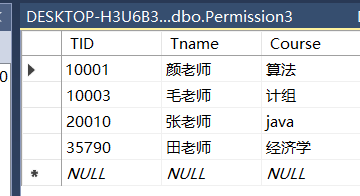 DESKTOP-H3U6B3...dbo.Permission3
TID Tname Course
10001 颜老师 算法
10003 毛老师 计组
20010 张老师 java
35790 田老师 经济学
* NULL NULL NULL
0